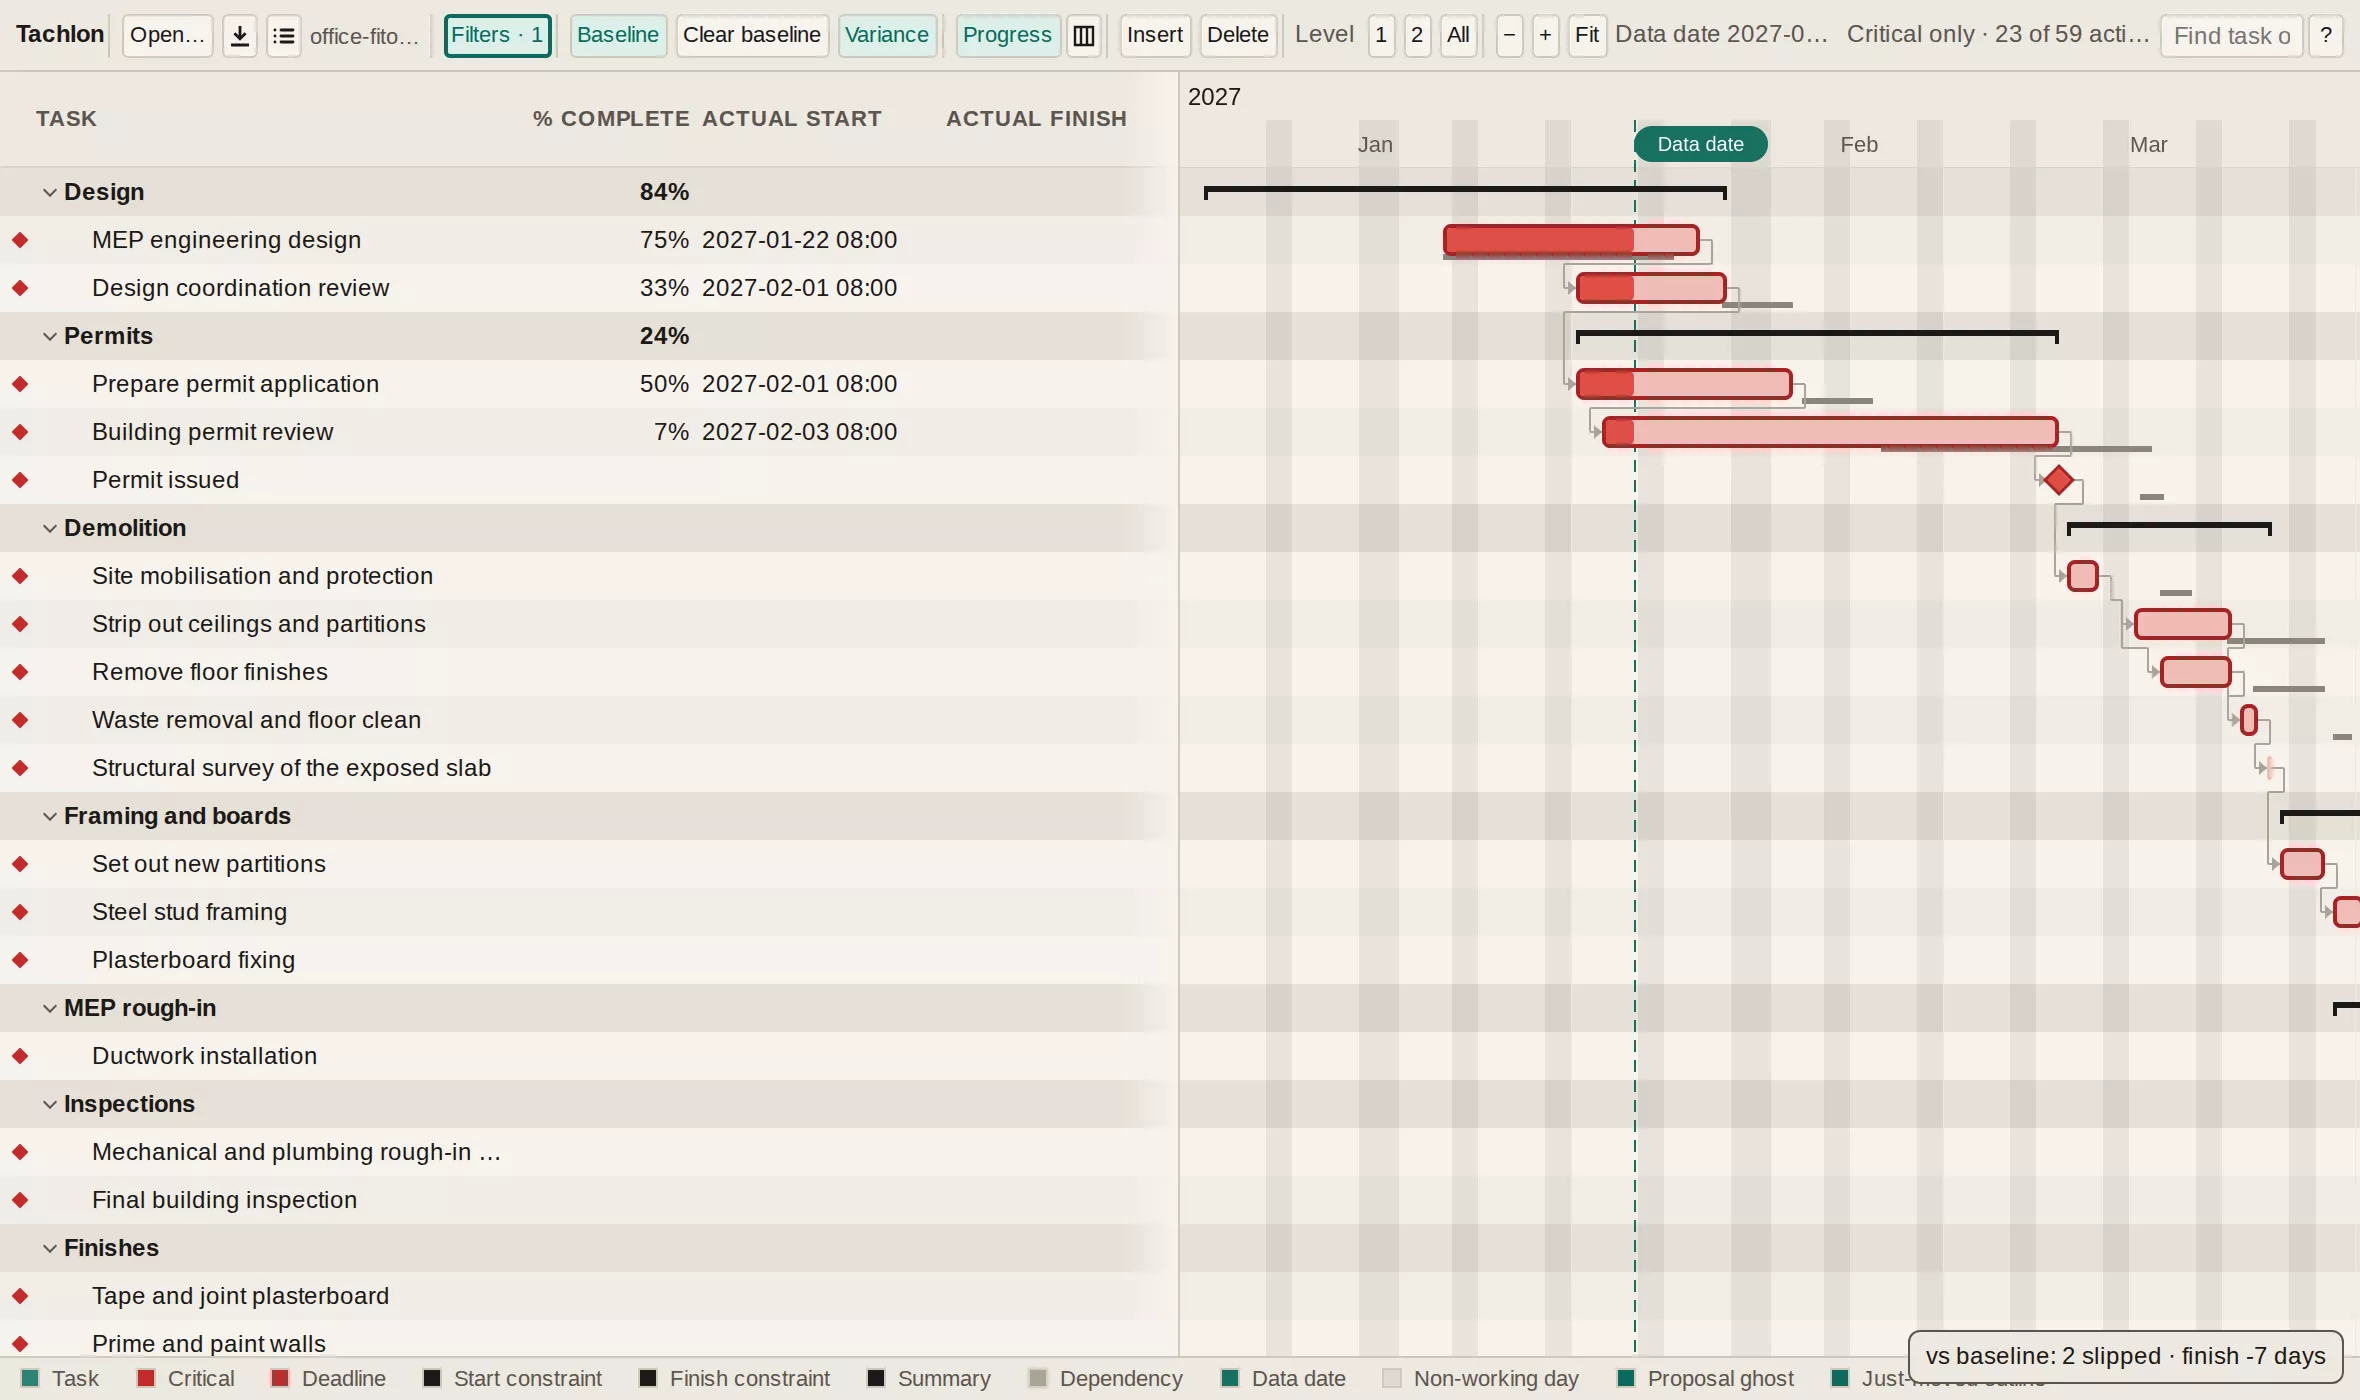 Tachlon Open... office-fito... Filters · 1 Baseline Clear baseline Variance Progress Insert Delete Level 1 2 All − + Fit Data date 2027-0... Critical only · 23 of 59 acti... Find task o ?
TASK % COMPLETE ACTUAL START ACTUAL FINISH
2027
Jan Data date Feb Mar
Design 84%
MEP engineering design 75% 2027-01-22 08:00
Design coordination review 33% 2027-02-01 08:00
Permits 24%
Prepare permit application 50% 2027-02-01 08:00
Building permit review 7% 2027-02-03 08:00
Permit issued
Demolition
Site mobilisation and protection
Strip out ceilings and partitions
Remove floor finishes
Waste removal and floor clean
Structural survey of the exposed slab
Framing and boards
Set out new partitions
Steel stud framing
Plasterboard fixing
MEP rough-in
Ductwork installation
Inspections
Mechanical and plumbing rough-in ...
Final building inspection
Finishes
Tape and joint plasterboard
Prime and paint walls
vs baseline: 2 slipped · finish -7 days
Task Critical Deadline Start constraint Finish constraint Summary Dependency Data date Non-working day Proposal ghost